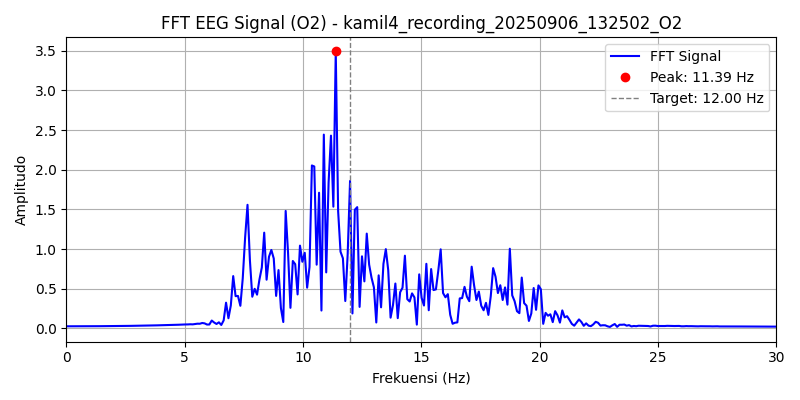 FFT EEG Signal (O2) - kamil4_recording_20250906_132502_O2
FFT Signal
Peak: 11.39 Hz
Target: 12.00 Hz
Amplitudo
3.5
3.0
2.5
2.0
1.5
1.0
0.5
0.0
0 5 10 15 20 25 30
Frekuensi (Hz)